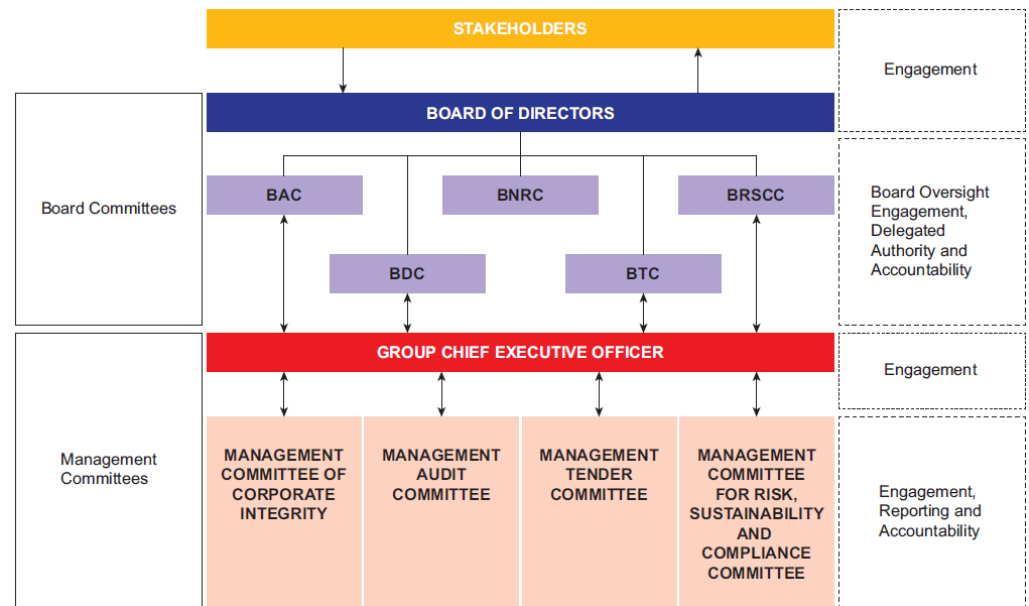 STAKEHOLDERS
Engagement
BOARD OF DIRECTORS
Board Committees
BAC
BNRC
BRSCC
BDC
BTC
Board Oversight
Engagement,
Delegated
Authority and
Accountability
GROUP CHIEF EXECUTIVE OFFICER
Engagement
Management
Committees
MANAGEMENT
COMMITTEE OF
CORPORATE
INTEGRITY
MANAGEMENT
AUDIT
COMMITTEE
MANAGEMENT
TENDER
COMMITTEE
MANAGEMENT
COMMITTEE
FOR RISK,
SUSTAINABILITY
AND
COMPLIANCE
COMMITTEE
Engagement,
Reporting and
Accountability